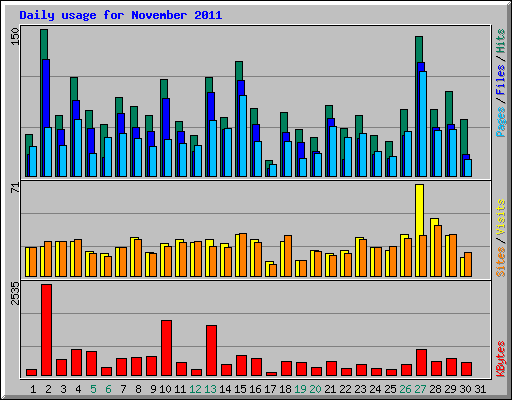 Daily usage for November 2011
150
Pages / Files / Hits
71
Sites / Visits
2535
KBytes
1 2 3 4 5 6 7 8 9 10 11 12 13 14 15 16 17 18 19 20 21 22 23 24 25 26 27 28 29 30 31